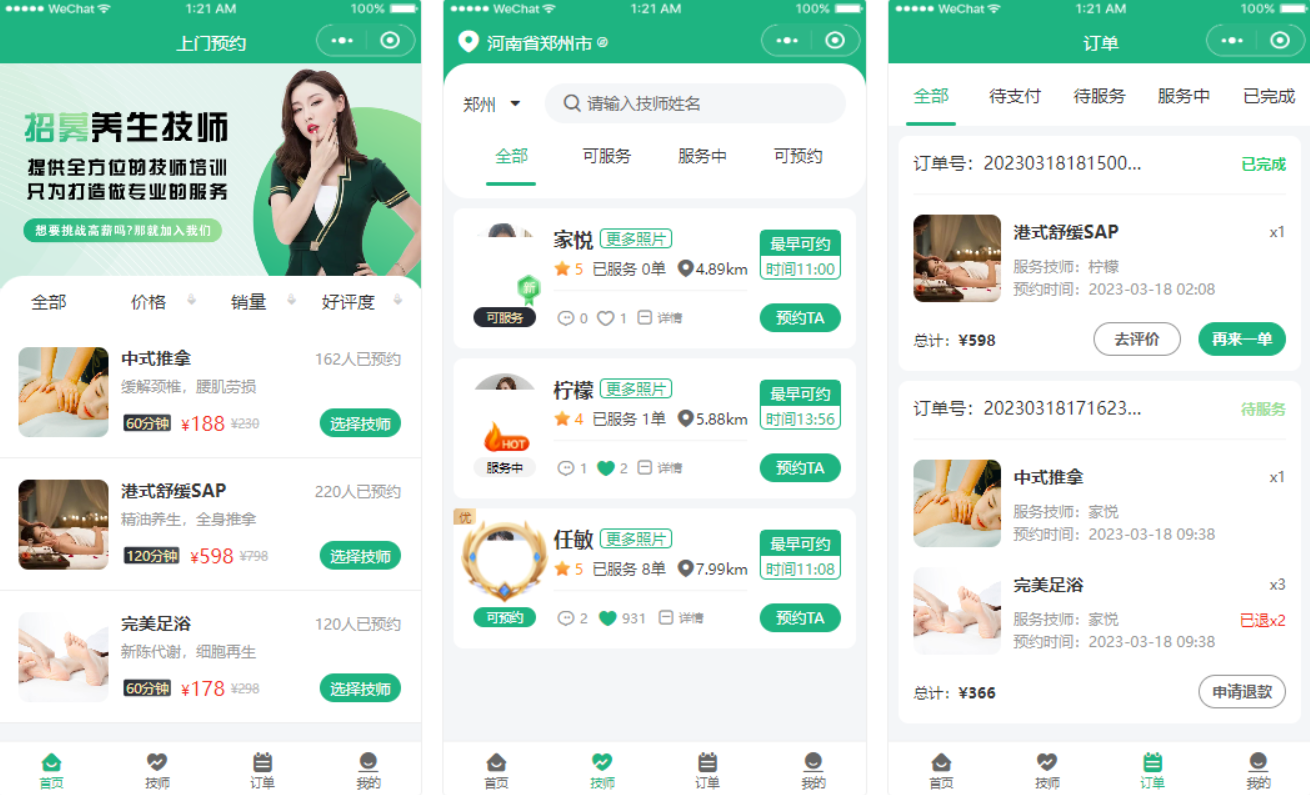 WeChat 1:21 AM 100%
上门预约
招募养生技师
提供全方位的技师培训
只为打造做专业的服务
想要挑战高薪吗?那就加入我们
全部 价格 销量 好评度
中式推拿 162人已预约
缓解颈椎，腰肌劳损
60分钟 ¥188 ¥230 选择技师
港式舒缓SAP 220人已预约
精油养生，全身推拿
120分钟 ¥598 ¥798 选择技师
完美足浴 120人已预约
新陈代谢，细胞再生
60分钟 ¥178 ¥298 选择技师
首页 技师 订单 我的
WeChat 1:21 AM 100%
河南省郑州市
郑州 请输入技师姓名
全部 可服务 服务中 可预约
家悦 更多照片 最早可约
5 已服务 0单 4.89km 时间11:00
新
可服务 0 1 详情 预约TA
柠檬 更多照片 最早可约
4 已服务 1单 5.88km 时间13:56
HOT
服务中 1 2 详情 预约TA
优
任敏 更多照片 最早可约
5 已服务 8单 7.99km 时间11:08
可预约 2 931 详情 预约TA
首页 技师 订单 我的
WeChat 1:21 AM 100%
订单
全部 待支付 待服务 服务中 已完成
订单号：20230318181500... 已完成
港式舒缓SAP x1
服务技师：柠檬
预约时间：2023-03-18 02:08
总计：¥598 去评价 再来一单
订单号：20230318171623... 待服务
中式推拿 x1
服务技师：家悦
预约时间：2023-03-18 09:38
完美足浴 x3
服务技师：家悦 已退x2
预约时间：2023-03-18 09:38
总计：¥366 申请退款
首页 技师 订单 我的